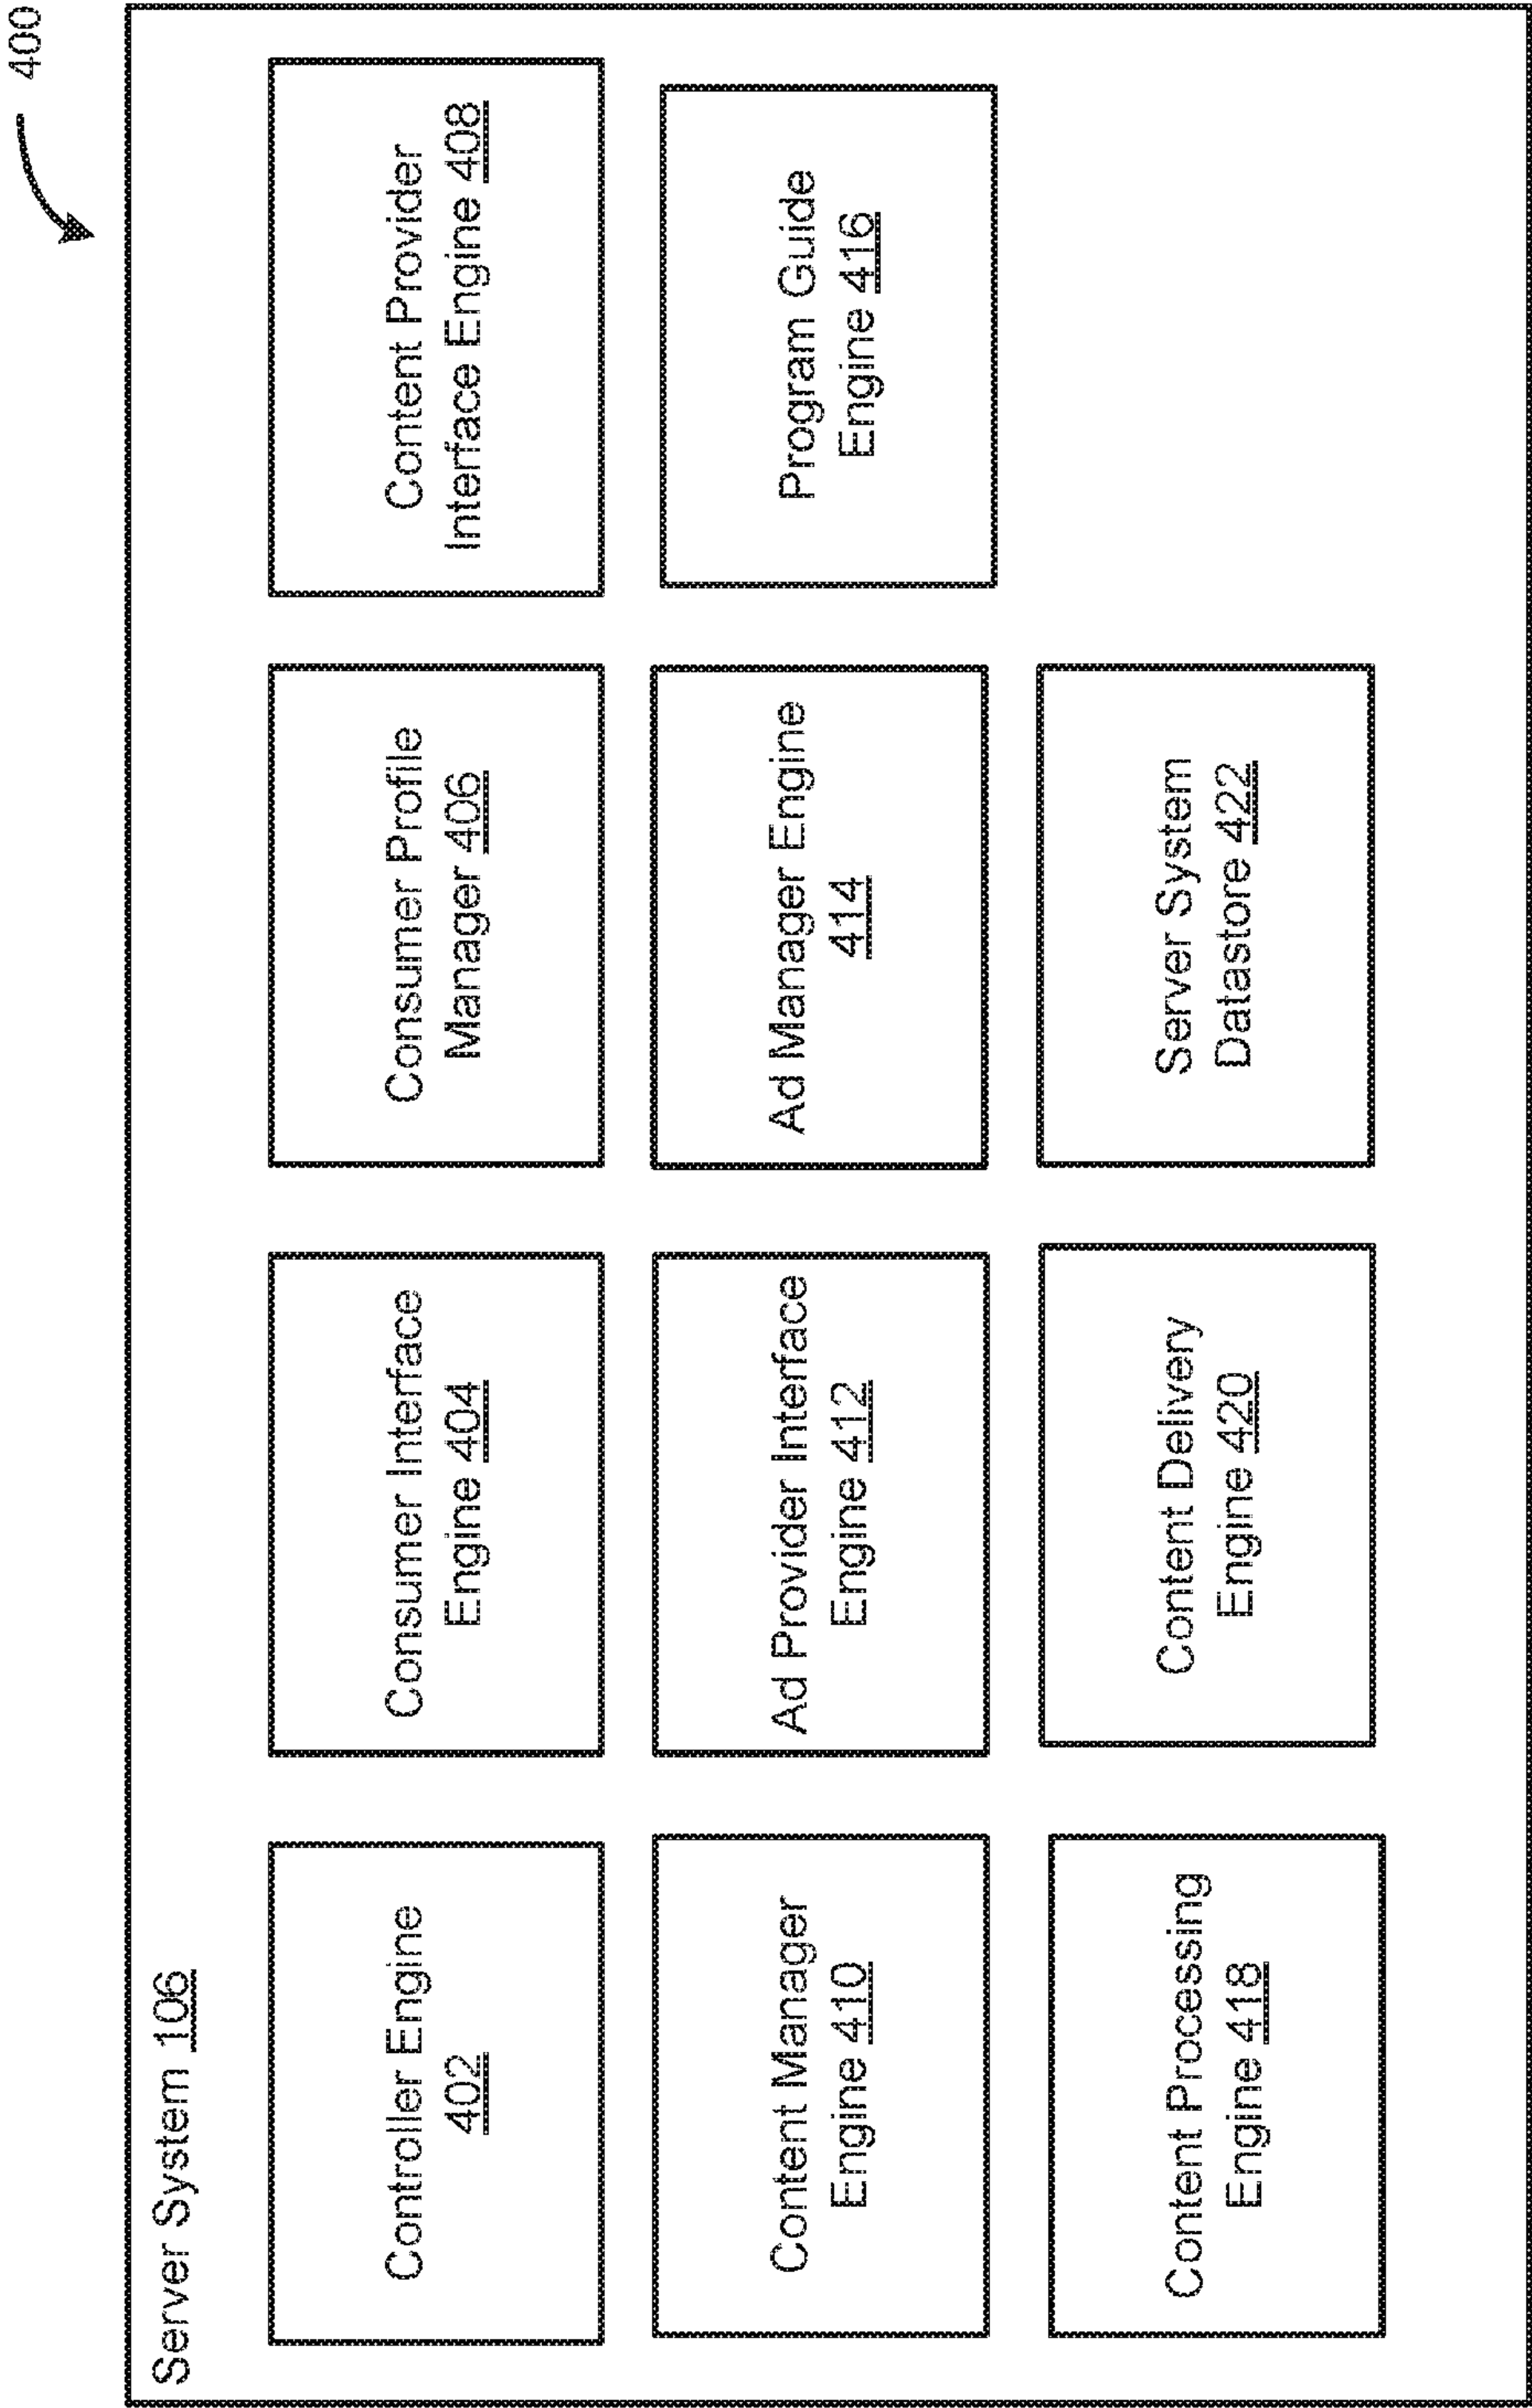 400
Server System 106
Controller Engine
402
Consumer Interface
Engine 404
Consumer Profile
Manager 406
Content Provider
Interface Engine 408
Content Manager
Engine 410
Ad Provider Interface
Engine 412
Ad Manager Engine
414
Program Guide
Engine 416
Content Processing
Engine 418
Content Delivery
Engine 420
Server System
Datastore 422